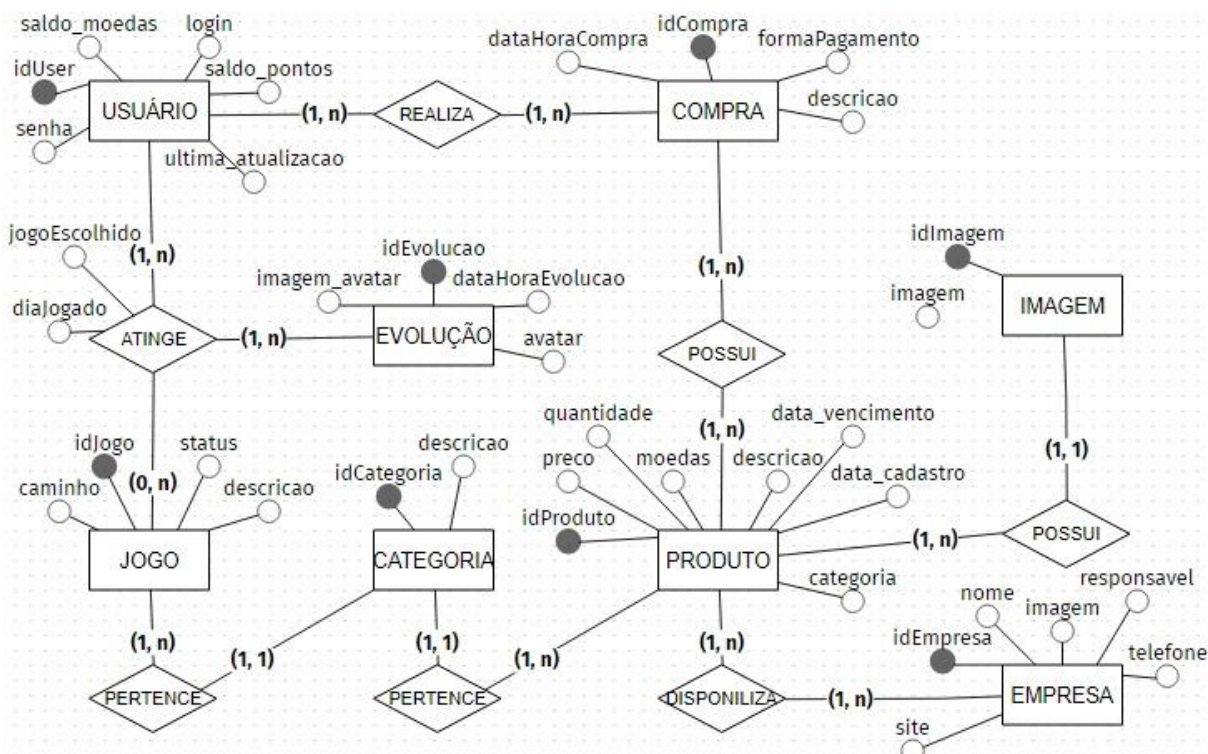 saldo_moedas
login
idUser
saldo_pontos
USUÁRIO
senha
ultima_atualizacao
(1, n)
REALIZA
(1, n)
idCompra
dataHoraCompra
formaPagamento
COMPRA
descricao
jogoEscolhido
(1, n)
diaJogado
ATINGE
(1, n)
idEvolucao
imagem_avatar
dataHoraEvolucao
EVOLUÇÃO
avatar
(1, n)
POSSUI
(1, n)
idImagem
imagem
IMAGEM
(1, 1)
POSSUI
(1, n)
idJogo
status
caminho
(0, n)
descricao
JOGO
descricao
idCategoria
CATEGORIA
quantidade
data_vencimento
preco
moedas
descricao
data_cadastro
idProduto
PRODUTO
categoria
(1, n)
(1, 1)
PERTENCE
(1, 1)
(1, n)
PERTENCE
(1, n)
DISPONILIZA
(1, n)
responsavel
nome
imagem
idEmpresa
telefone
EMPRESA
site